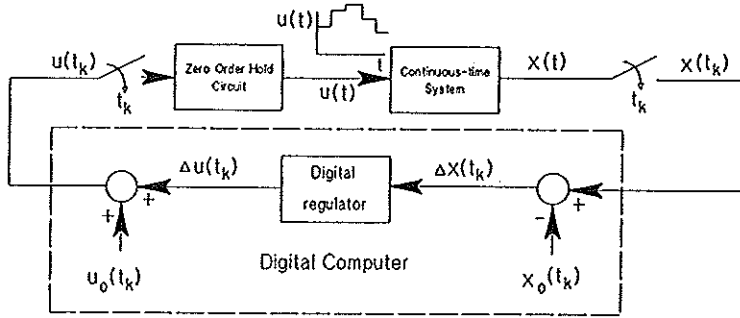 u(t)
t
u(t_k)
t_k
Zero Order Hold
Circuit
u(t)
Continuous-time
System
X(t)
t_k
X(t_k)
Δu(t_k)
Digital
regulator
ΔX(t_k)
+
+
-
+
u_o(t_k)
Digital Computer
X_o(t_k)